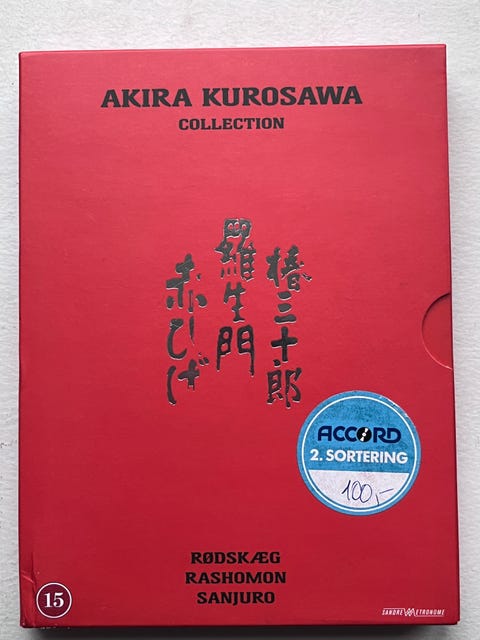 AKIRA KUROSAWA
COLLECTION
椿三十郎
羅生門
赤ひげ
ACCORD
2. SORTERING
100,-
RØDSKÆG
RASHOMON
SANJURO
15
SANDREW METRONOME